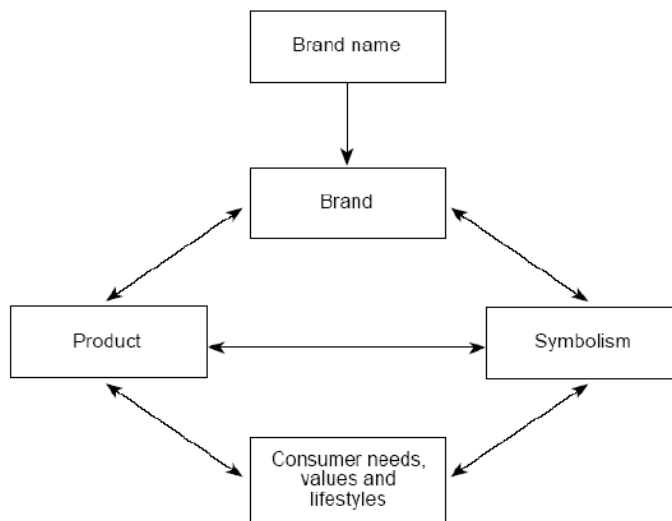 Brand name
Brand
Product
Symbolism
Consumer needs,
values and
lifestyles